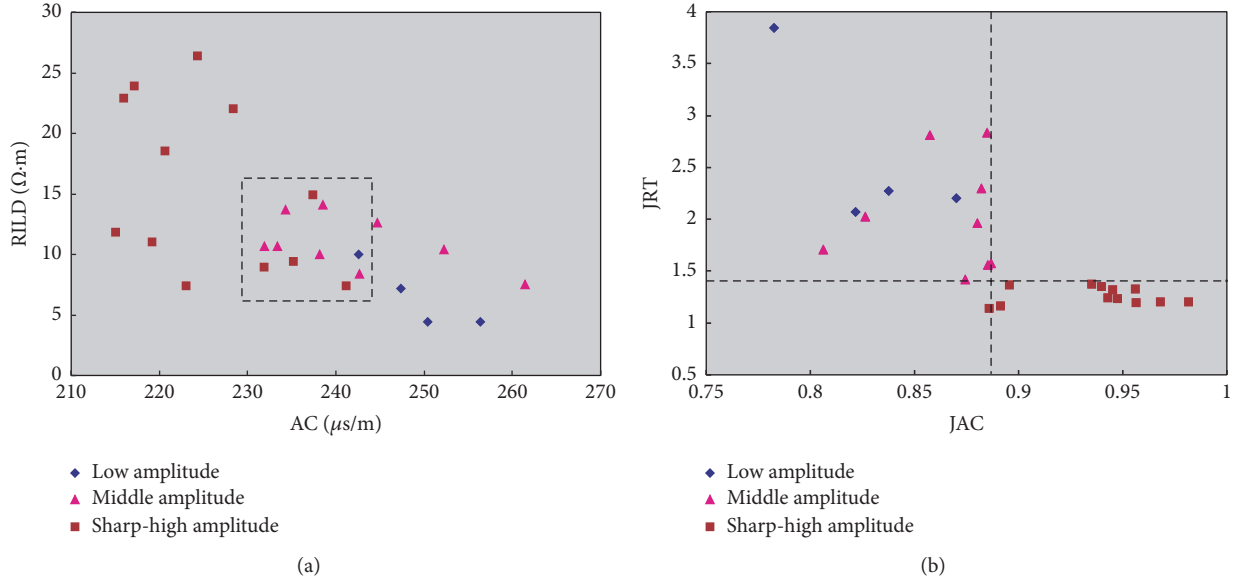 30
25
20
15
10
5
0
RILD (Ω·m)
210 220 230 240 250 260 270
AC (μs/m)
Low amplitude
Middle amplitude
Sharp-high amplitude
(a)
4
3.5
3
2.5
2
1.5
1
0.5
JRT
0.75 0.8 0.85 0.9 0.95 1
JAC
Low amplitude
Middle amplitude
Sharp-high amplitude
(b)